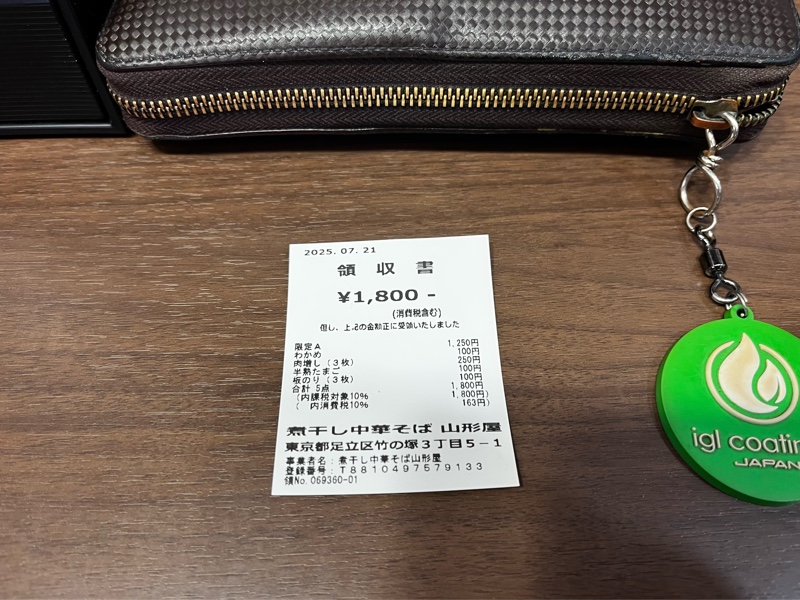 2025.07.21
領収書
¥1,800-
(消費税含む)
但し、上記の金額正に受領いたしました
限定A 1,250円
わかめ 100円
肉増し(3枚) 250円
半熟たまご 100円
板のり(3枚) 100円
合計 5点 1,800円
(内課税対象10% 1,800円)
( 内消費税10% 163円)
煮干し中華そば 山形屋
東京都足立区竹の塚3丁目5-1
事業者名:煮干し中華そば山形屋
登録番号:T8810497579133
領No.069360-01
igl coatin
JAPAN